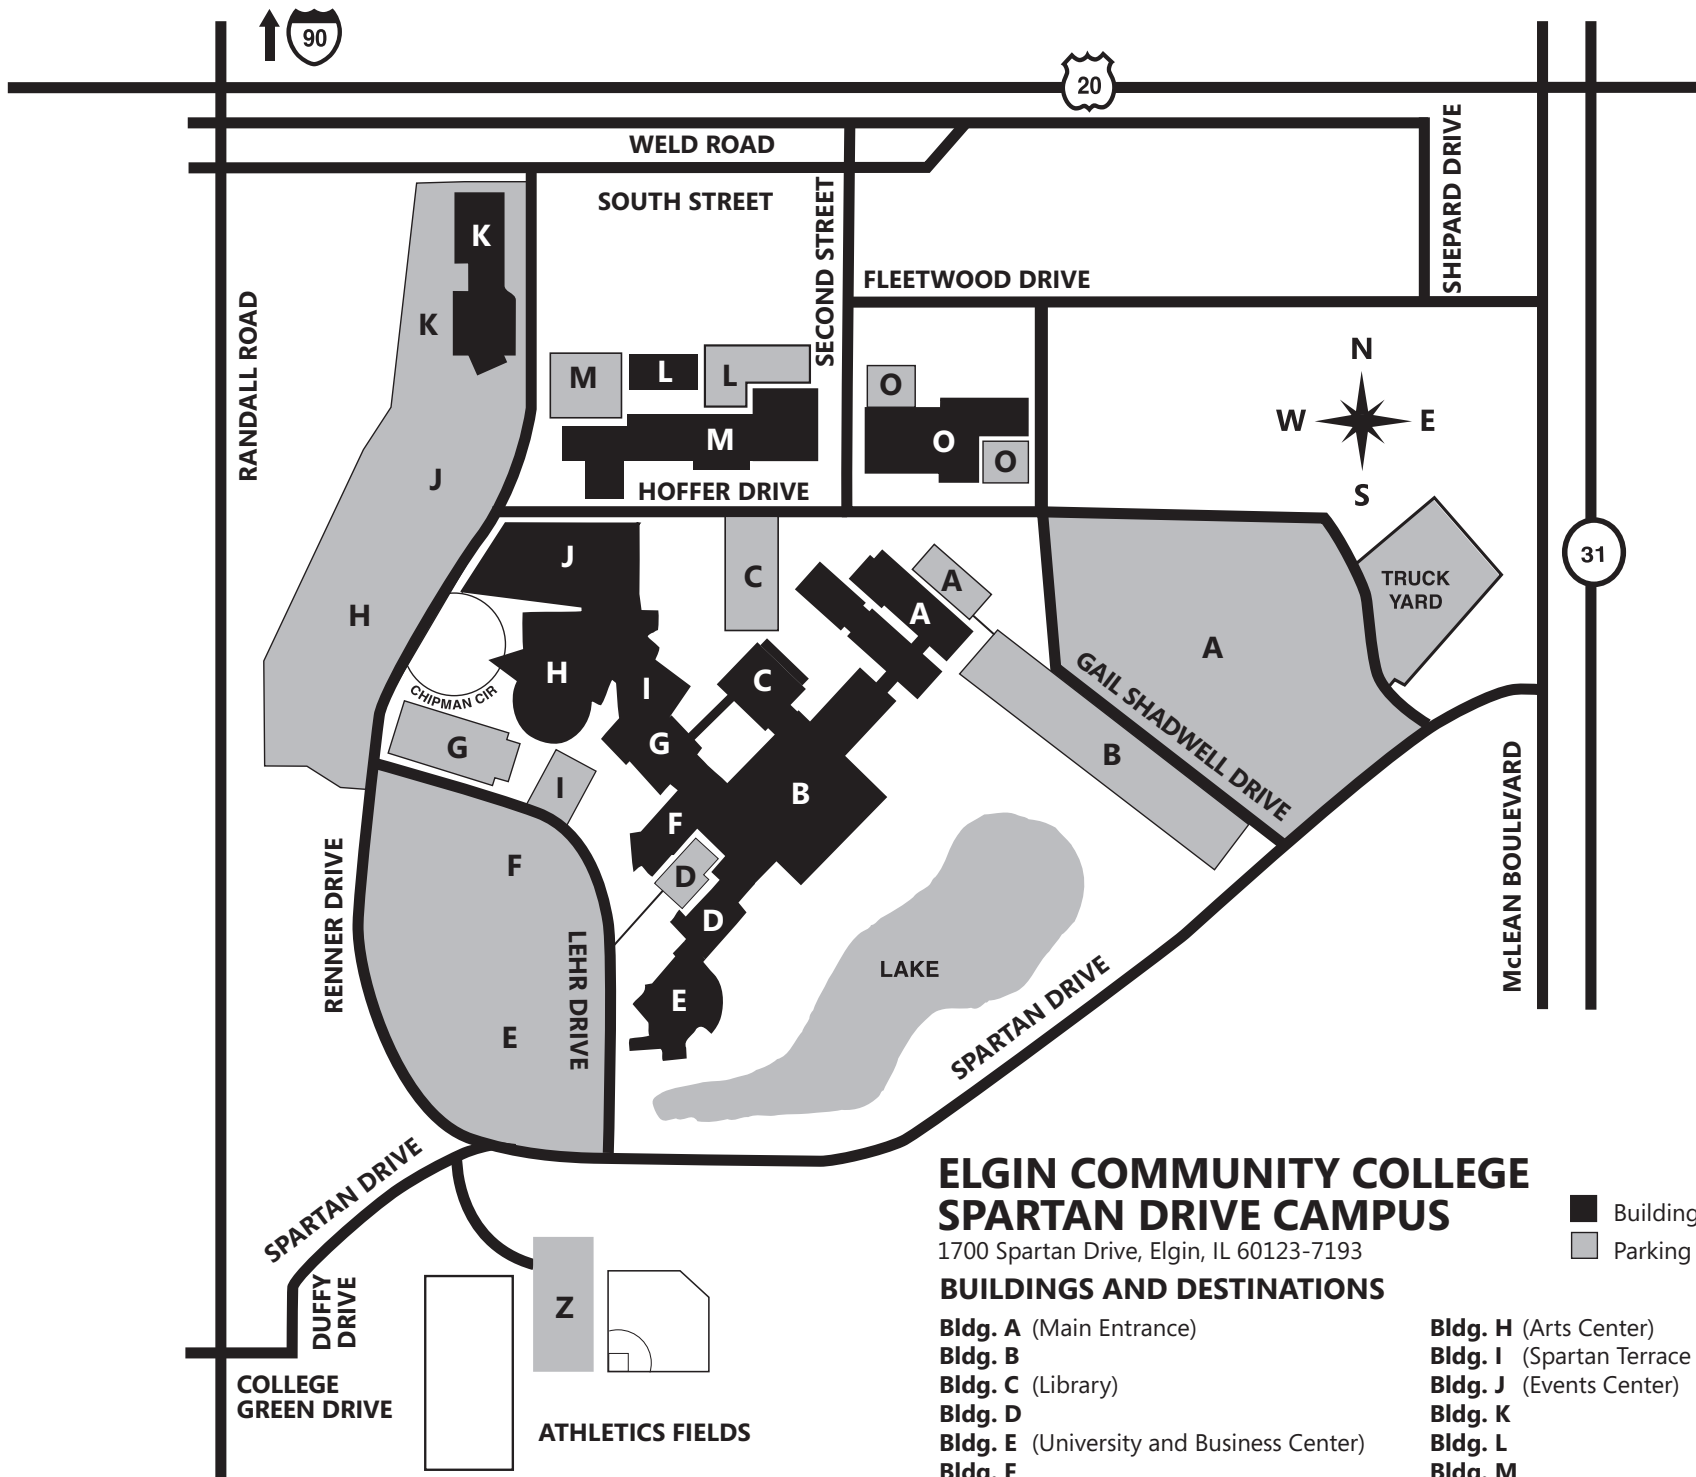 90
20
WELD ROAD
SHEPARD DRIVE
SOUTH STREET
SECOND STREET
K
FLEETWOOD DRIVE
RANDALL ROAD
K
N
M
L
L
O
W
E
M
O
O
J
HOFFER DRIVE
S
J
C
A
31
TRUCK
YARD
H
A
A
H
I
C
CHIPMAN CIR
GAIL SHADWELL DRIVE
G
G
B
I
B
F
F
D
RENNER DRIVE
D
LEHR DRIVE
McLEAN BOULEVARD
LAKE
E
E
SPARTAN DRIVE
SPARTAN DRIVE
DUFFY
DRIVE
Z
COLLEGE
GREEN DRIVE
ATHLETICS FIELDS
ELGIN COMMUNITY COLLEGE
SPARTAN DRIVE CAMPUS
1700 Spartan Drive, Elgin, IL 60123-7193
Building
Parking
BUILDINGS AND DESTINATIONS
Bldg. A (Main Entrance)
Bldg. B
Bldg. C (Library)
Bldg. D
Bldg. E (University and Business Center)
Bldg. F
Bldg. H (Arts Center)
Bldg. I (Spartan Terrace
Bldg. J (Events Center)
Bldg. K
Bldg. L
Bldg. M